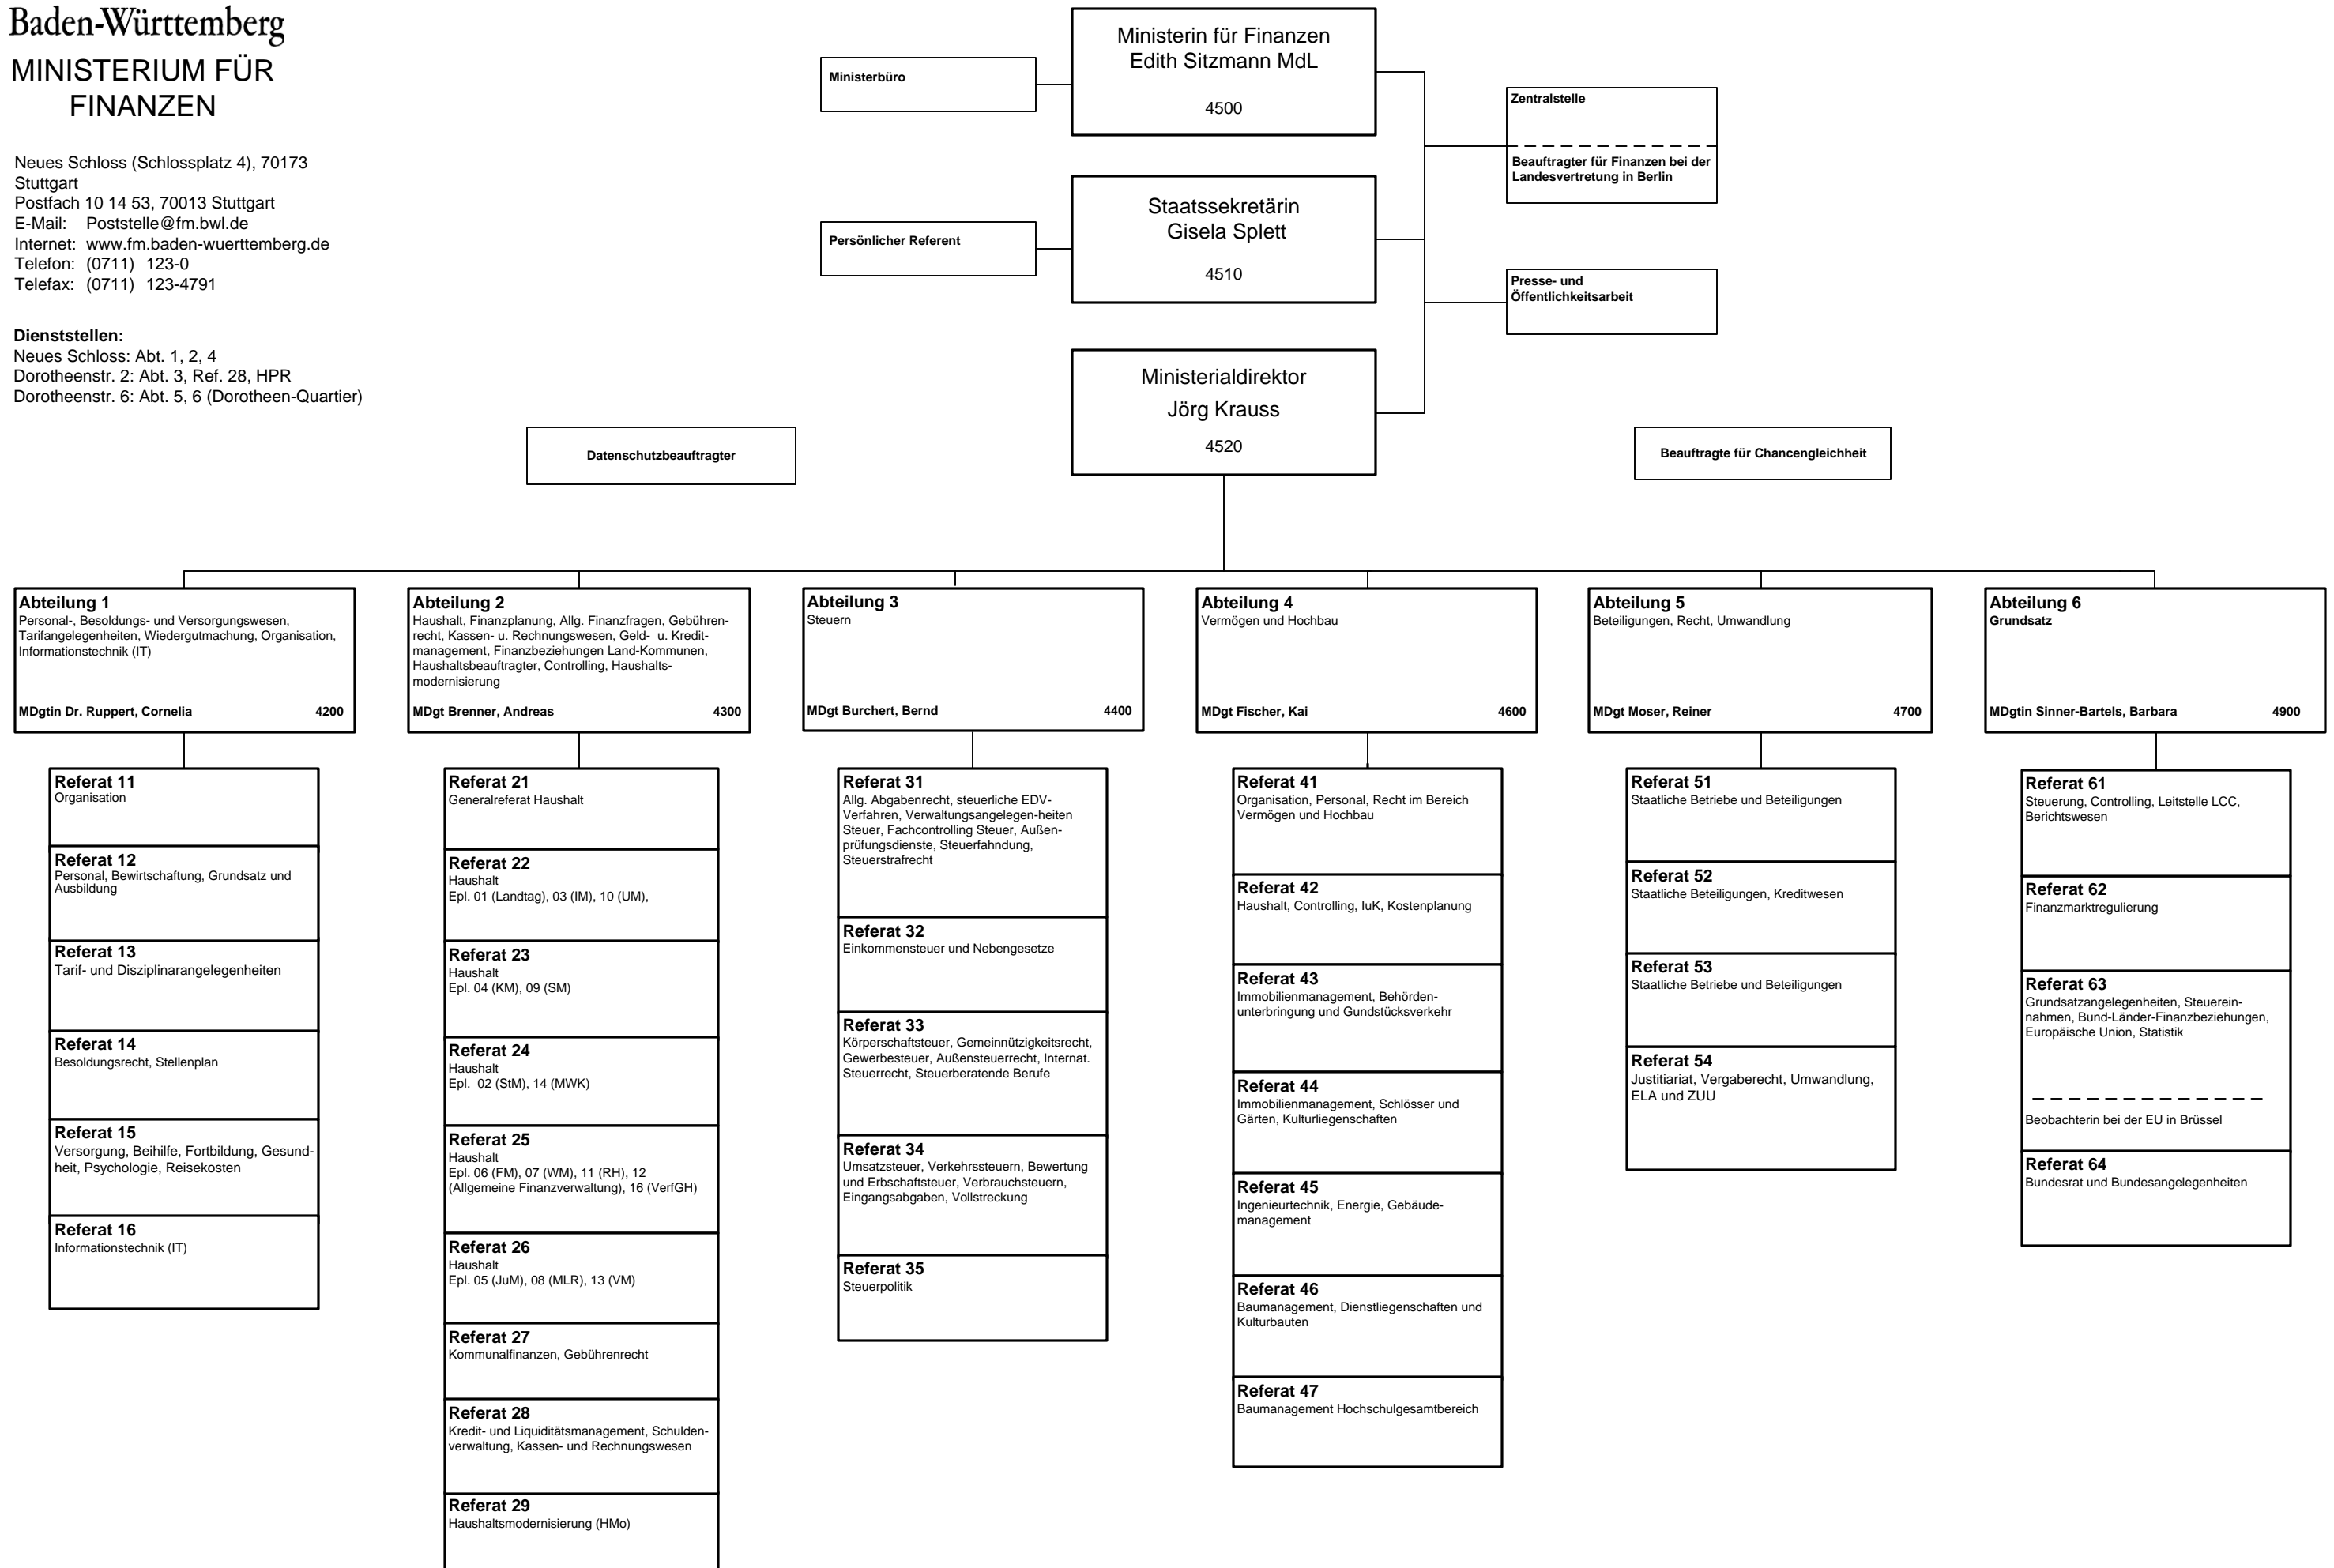 Baden-Württemberg
MINISTERIUM FÜR
FINANZEN
Neues Schloss (Schlossplatz 4), 70173
Stuttgart
Postfach 10 14 53, 70013 Stuttgart
E-Mail: Poststelle@fm.bwl.de
Internet: www.fm.baden-wuerttemberg.de
Telefon: (0711) 123-0
Telefax: (0711) 123-4791
Dienststellen:
Neues Schloss: Abt. 1, 2, 4
Dorotheenstr. 2: Abt. 3, Ref. 28, HPR
Dorotheenstr. 6: Abt. 5, 6 (Dorotheen-Quartier)
Ministerbüro
Ministerin für Finanzen
Edith Sitzmann MdL
4500
Zentralstelle
Beauftragter für Finanzen bei der
Landesvertretung in Berlin
Persönlicher Referent
Staatssekretärin
Gisela Splett
4510
Presse- und
Öffentlichkeitsarbeit
Ministerialdirektor
Jörg Krauss
4520
Datenschutzbeauftragter
Beauftragte für Chancengleichheit
Abteilung 1
Personal-, Besoldungs- und Versorgungswesen,
Tarifangelegenheiten, Wiedergutmachung, Organisation,
Informationstechnik (IT)
MDgtin Dr. Ruppert, Cornelia 4200
Referat 11
Organisation
Referat 12
Personal, Bewirtschaftung, Grundsatz und
Ausbildung
Referat 13
Tarif- und Disziplinarangelegenheiten
Referat 14
Besoldungsrecht, Stellenplan
Referat 15
Versorgung, Beihilfe, Fortbildung, Gesund-
heit, Psychologie, Reisekosten
Referat 16
Informationstechnik (IT)
Abteilung 2
Haushalt, Finanzplanung, Allg. Finanzfragen, Gebühren-
recht, Kassen- u. Rechnungswesen, Geld- u. Kredit-
management, Finanzbeziehungen Land-Kommunen,
Haushaltsbeauftragter, Controlling, Haushalts-
modernisierung
MDgt Brenner, Andreas 4300
Referat 21
Generalreferat Haushalt
Referat 22
Haushalt
Epl. 01 (Landtag), 03 (IM), 10 (UM),
Referat 23
Haushalt
Epl. 04 (KM), 09 (SM)
Referat 24
Haushalt
Epl. 02 (StM), 14 (MWK)
Referat 25
Haushalt
Epl. 06 (FM), 07 (WM), 11 (RH), 12
(Allgemeine Finanzverwaltung), 16 (VerfGH)
Referat 26
Haushalt
Epl. 05 (JuM), 08 (MLR), 13 (VM)
Referat 27
Kommunalfinanzen, Gebührenrecht
Referat 28
Kredit- und Liquiditätsmanagement, Schulden-
verwaltung, Kassen- und Rechnungswesen
Referat 29
Haushaltsmodernisierung (HMo)
Abteilung 3
Steuern
MDgt Burchert, Bernd 4400
Referat 31
Allg. Abgabenrecht, steuerliche EDV-
Verfahren, Verwaltungsangelegen-heiten
Steuer, Fachcontrolling Steuer, Außen-
prüfungsdienste, Steuerfahndung,
Steuerstrafrecht
Referat 32
Einkommensteuer und Nebengesetze
Referat 33
Körperschaftsteuer, Gemeinnützigkeitsrecht,
Gewerbesteuer, Außensteuerrecht, Internat.
Steuerrecht, Steuerberatende Berufe
Referat 34
Umsatzsteuer, Verkehrssteuern, Bewertung
und Erbschaftsteuer, Verbrauchsteuern,
Eingangsabgaben, Vollstreckung
Referat 35
Steuerpolitik
Abteilung 4
Vermögen und Hochbau
MDgt Fischer, Kai 4600
Referat 41
Organisation, Personal, Recht im Bereich
Vermögen und Hochbau
Referat 42
Haushalt, Controlling, IuK, Kostenplanung
Referat 43
Immobilienmanagement, Behörden-
unterbringung und Gundstücksverkehr
Referat 44
Immobilienmanagement, Schlösser und
Gärten, Kulturliegenschaften
Referat 45
Ingenieurtechnik, Energie, Gebäude-
management
Referat 46
Baumanagement, Dienstliegenschaften und
Kulturbauten
Referat 47
Baumanagement Hochschulgesamtbereich
Abteilung 5
Beteiligungen, Recht, Umwandlung
MDgt Moser, Reiner 4700
Referat 51
Staatliche Betriebe und Beteiligungen
Referat 52
Staatliche Beteiligungen, Kreditwesen
Referat 53
Staatliche Betriebe und Beteiligungen
Referat 54
Justitiariat, Vergaberecht, Umwandlung,
ELA und ZUU
Abteilung 6
Grundsatz
MDgtin Sinner-Bartels, Barbara 4900
Referat 61
Steuerung, Controlling, Leitstelle LCC,
Berichtswesen
Referat 62
Finanzmarktregulierung
Referat 63
Grundsatzangelegenheiten, Steuerein-
nahmen, Bund-Länder-Finanzbeziehungen,
Europäische Union, Statistik
Beobachterin bei der EU in Brüssel
Referat 64
Bundesrat und Bundesangelegenheiten